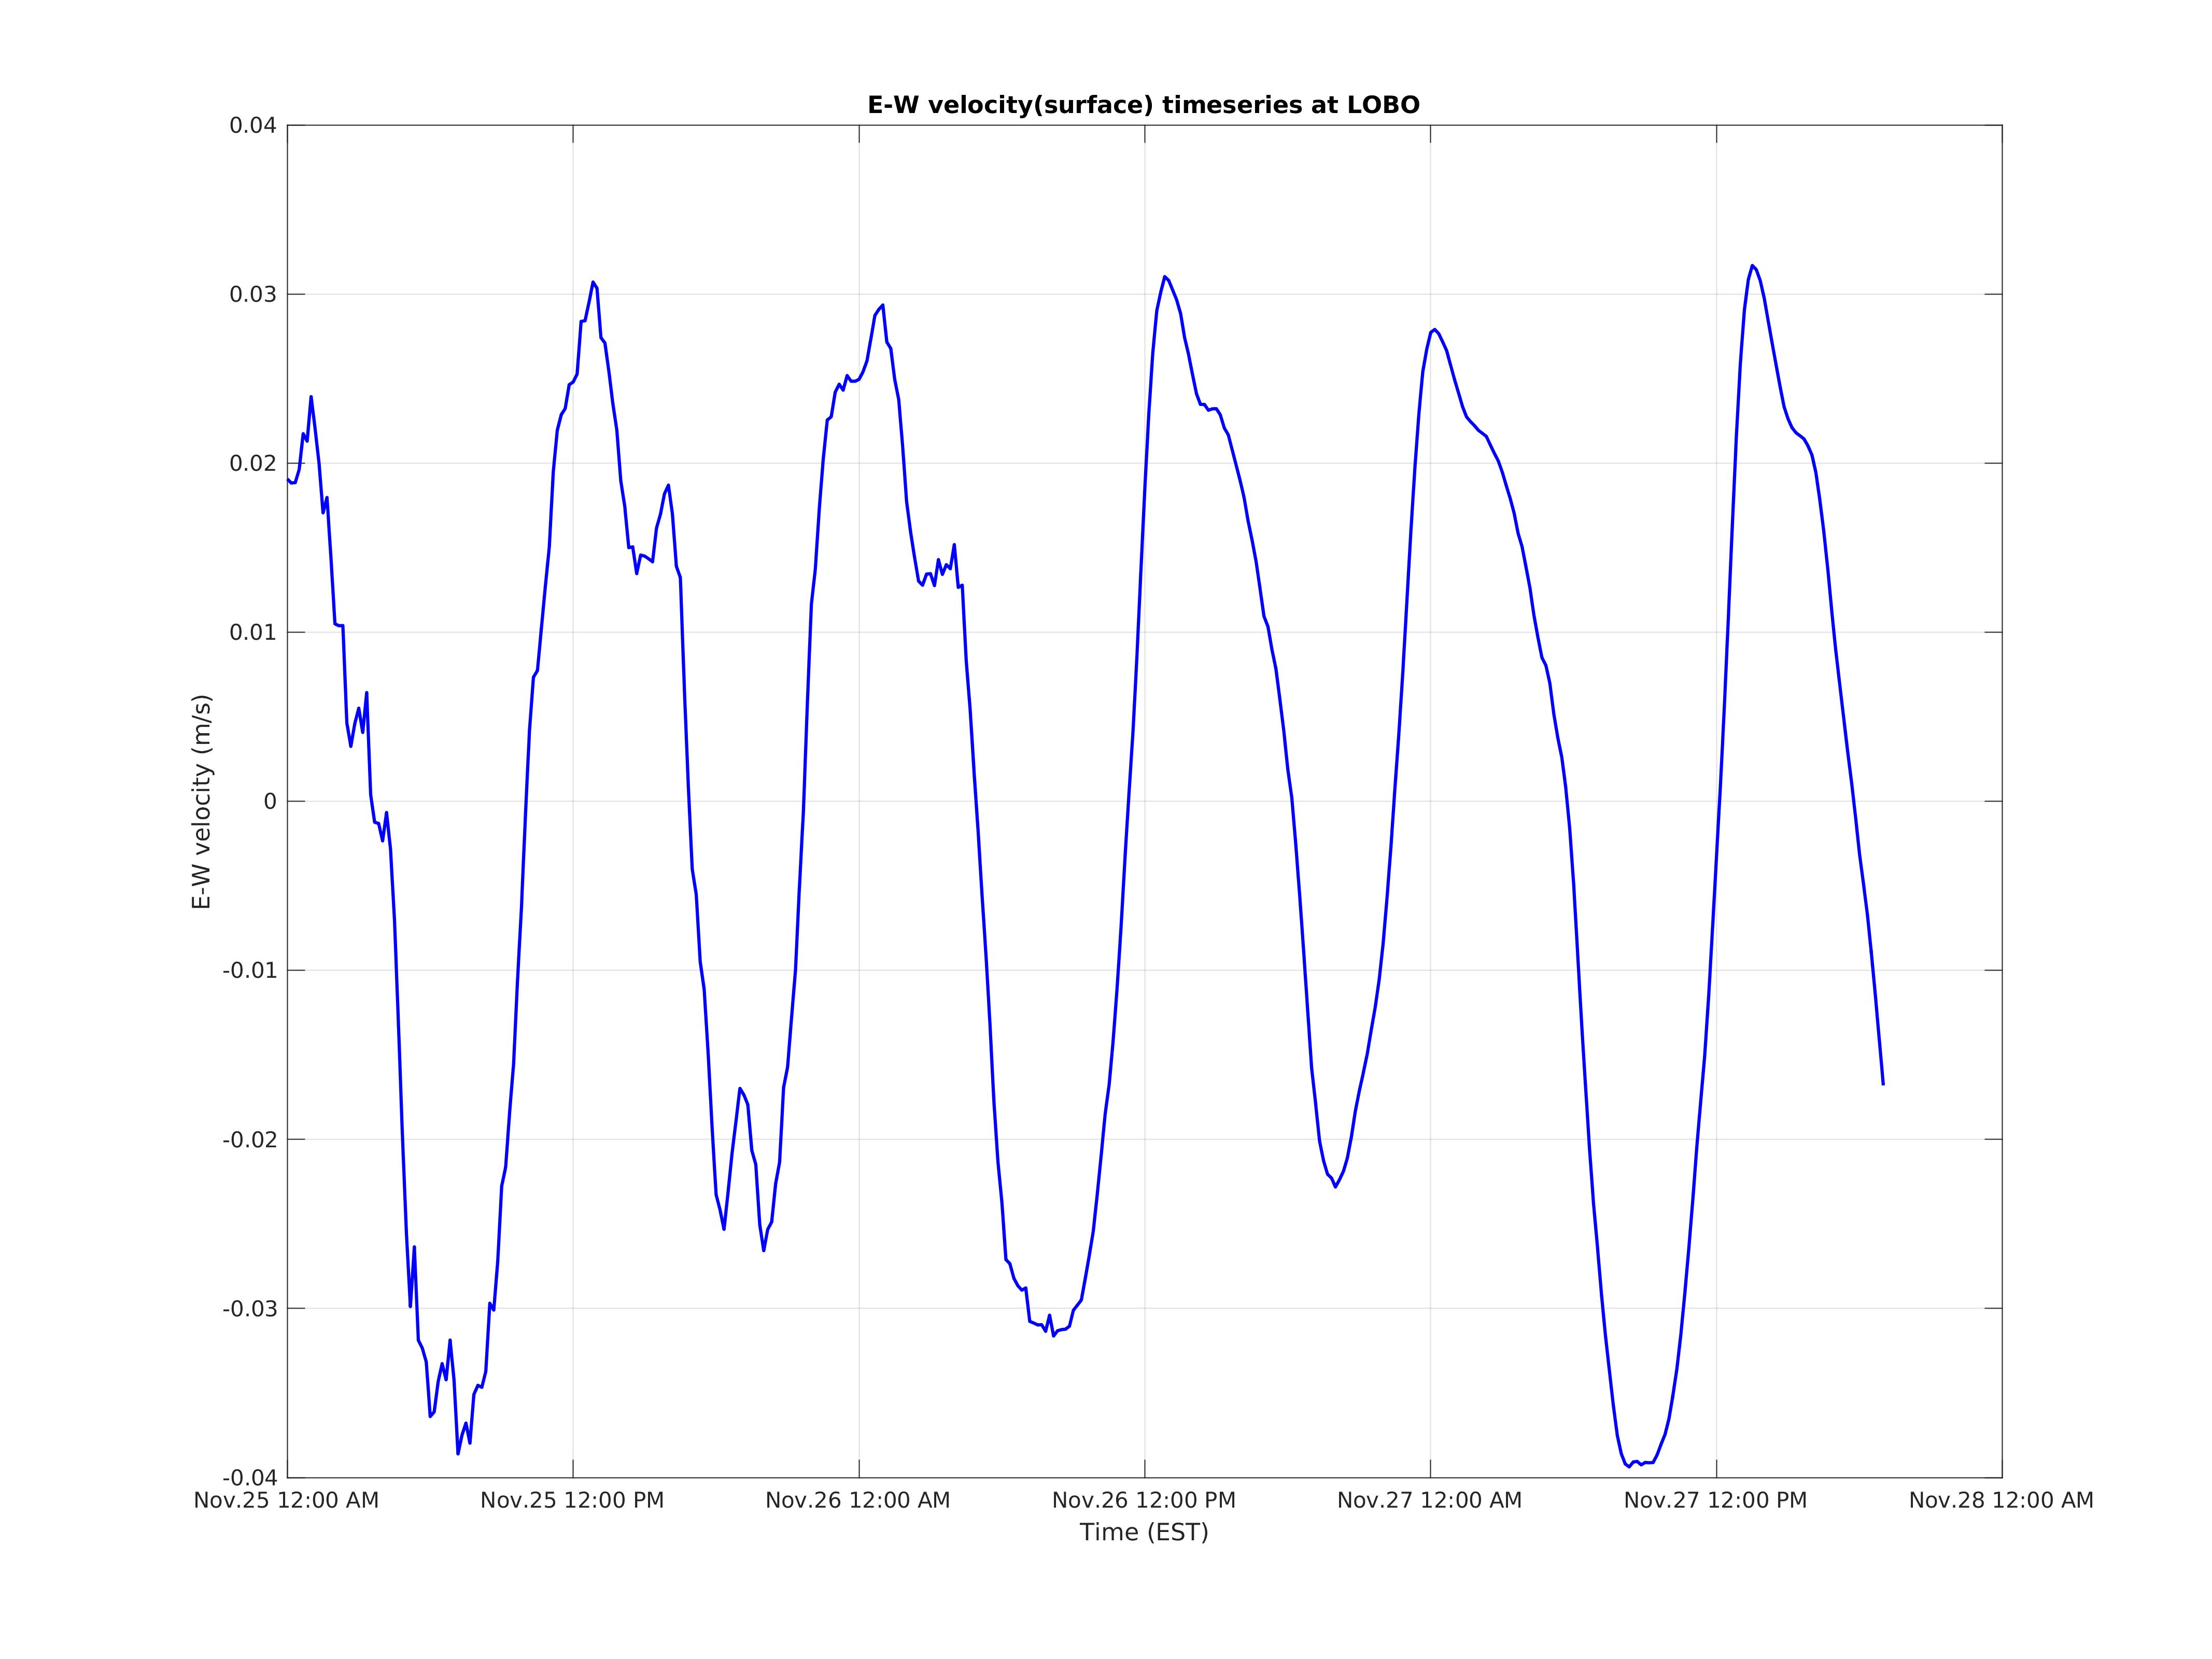 E-W velocity(surface) timeseries at LOBO
0.04
0.03
0.02
0.01
0
-0.01
-0.02
-0.03
-0.04
E-W velocity (m/s)
Nov.25 12:00 AM Nov.25 12:00 PM Nov.26 12:00 AM Nov.26 12:00 PM Nov.27 12:00 AM Nov.27 12:00 PM Nov.28 12:00 AM
Time (EST)